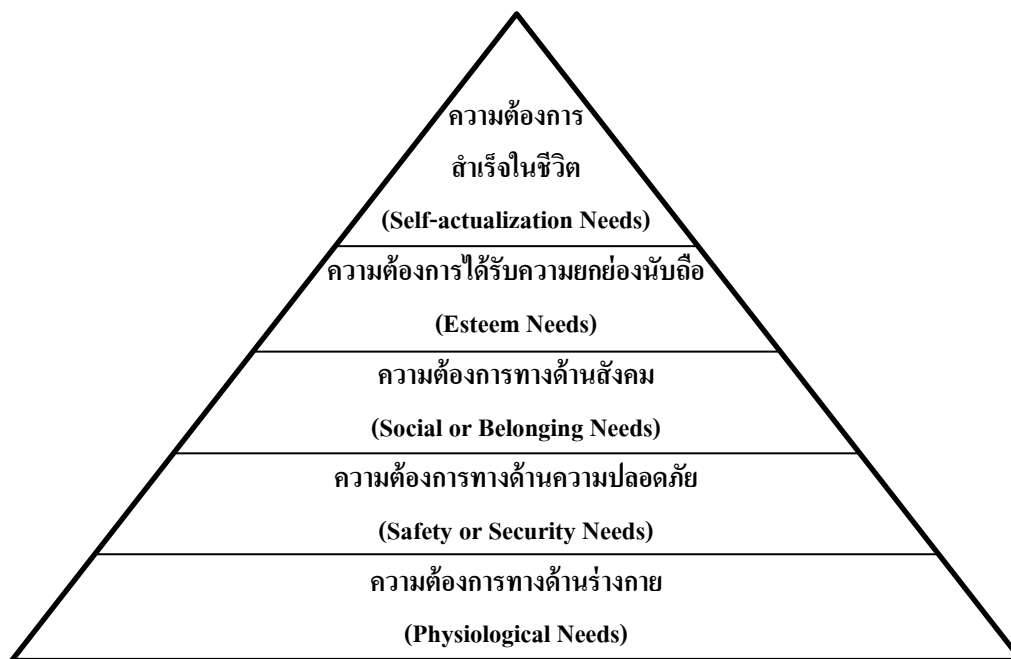 ความต้องการ
สำเร็จในชีวิต
(Self-actualization Needs)
ความต้องการได้รับความยกย่องนับถือ
(Esteem Needs)
ความต้องการทางด้านสังคม
(Social or Belonging Needs)
ความต้องการทางด้านความปลอดภัย
(Safety or Security Needs)
ความต้องการทางด้านร่างกาย
(Physiological Needs)